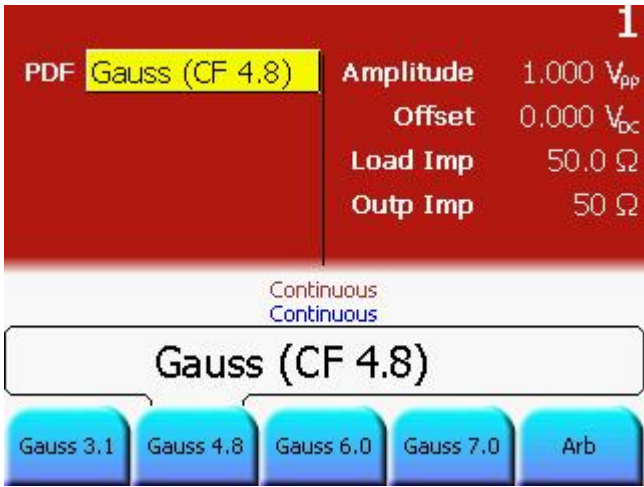 1
PDF Gauss (CF 4.8)
Amplitude 1.000 Vpp
Offset 0.000 VDC
Load Imp 50.0 Ω
Outp Imp 50 Ω
Continuous
Continuous
Gauss (CF 4.8)
Gauss 3.1 Gauss 4.8 Gauss 6.0 Gauss 7.0 Arb